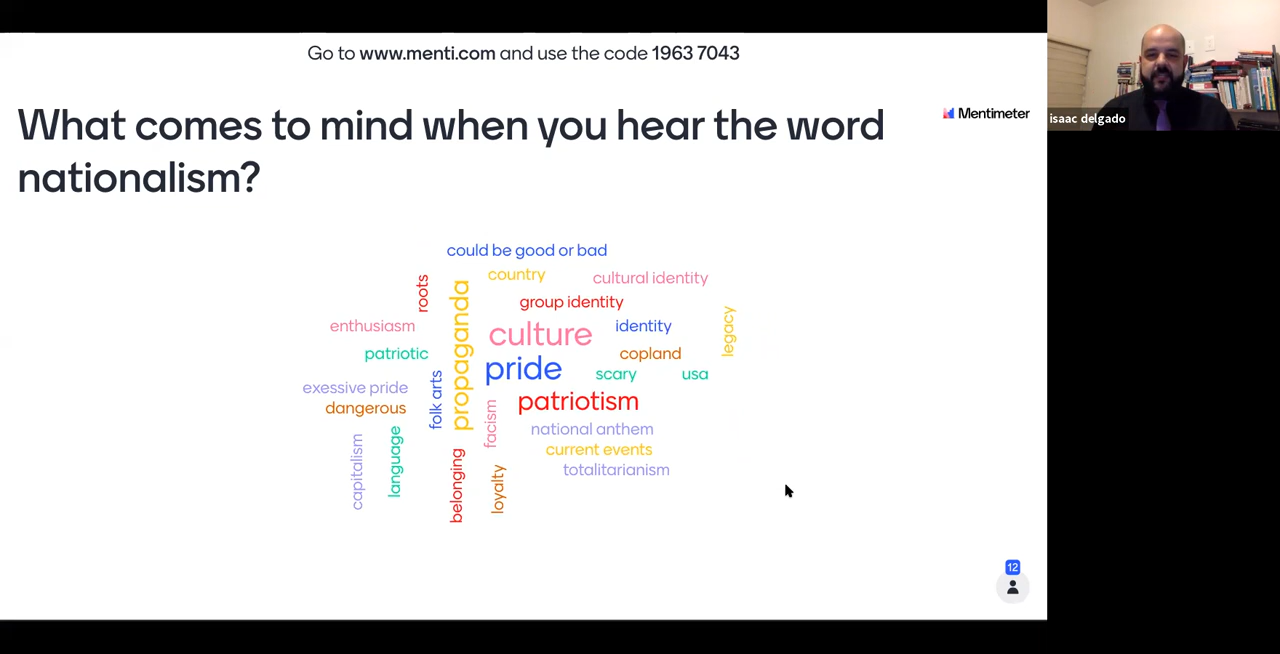 Go to www.menti.com and use the code 1963 7043
What comes to mind when you hear the word
nationalism?
Mentimeter
isaac delgado
could be good or bad
country
cultural identity
roots
propaganda
group identity
legacy
enthusiasm
culture
identity
patriotic
copland
pride
scary
usa
exessive pride
folk arts
dangerous
facism
patriotism
capitalism
language
national anthem
current events
belonging
loyalty
totalitarianism
12